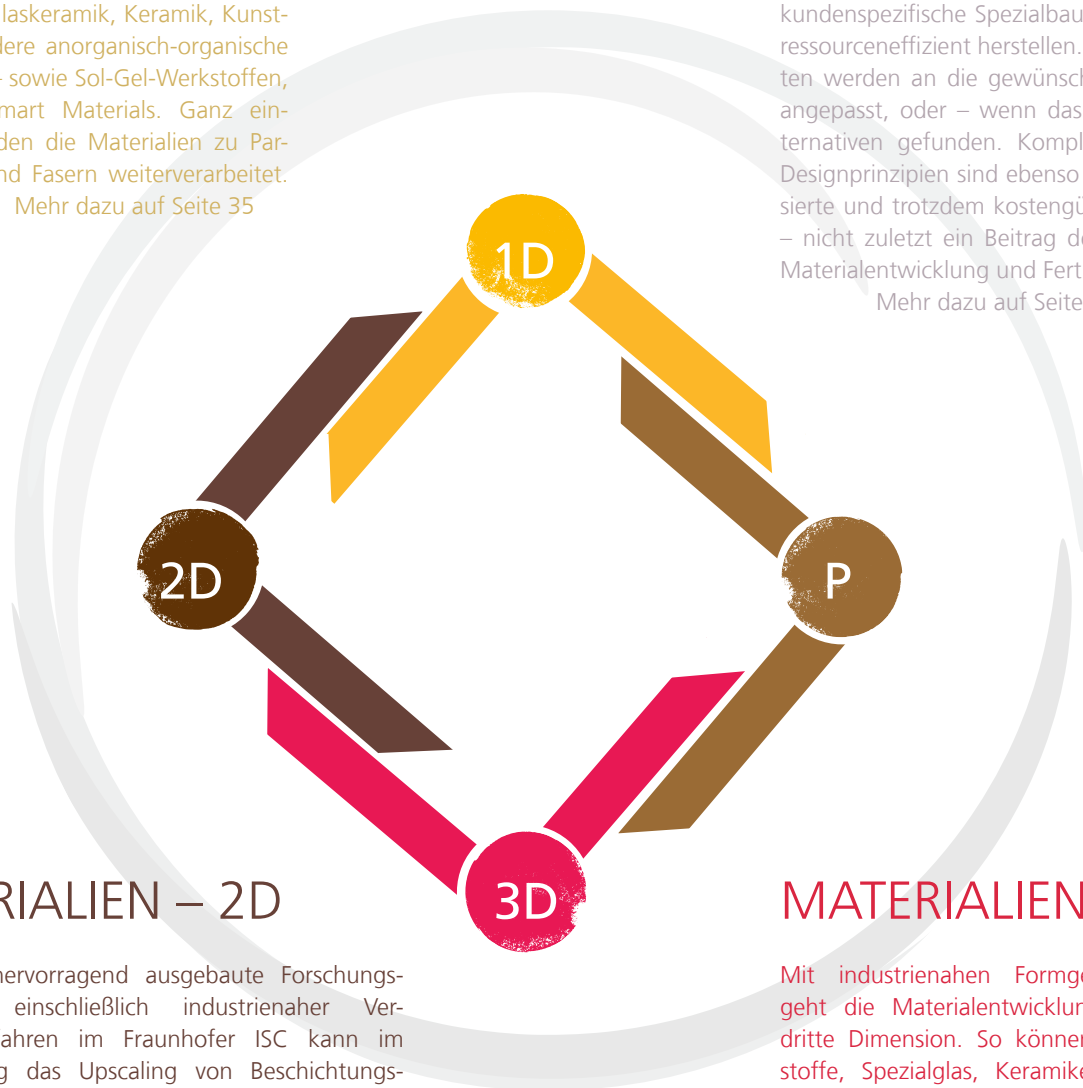 laskeramik, Keramik, Kunst-
dere anorganisch-organische
– sowie Sol-Gel-Werkstoffen,
mart Materials. Ganz ein-
den die Materialien zu Par-
nd Fasern weiterverarbeitet.
Mehr dazu auf Seite 35
kundenspezifische Spezialbau
ressourceneffizient herstellen.
ten werden an die gewünsch
angepasst, oder – wenn das
ternativen gefunden. Kompl
Designprinzipien sind ebenso
sierte und trotzdem kostengü
– nicht zuletzt ein Beitrag de
Materialentwicklung und Fert
Mehr dazu auf Seite
1D
2D
P
3D
RIALIEN – 2D
hervorragend ausgebaute Forschungs-
einschließlich industrienaher Ver-
ahren im Fraunhofer ISC kann im
g das Upscaling von Beschichtungs-
MATERIALIEN
Mit industrienahen Formge
geht die Materialentwicklun
dritte Dimension. So können
stoffe, Spezialglas, Keramike